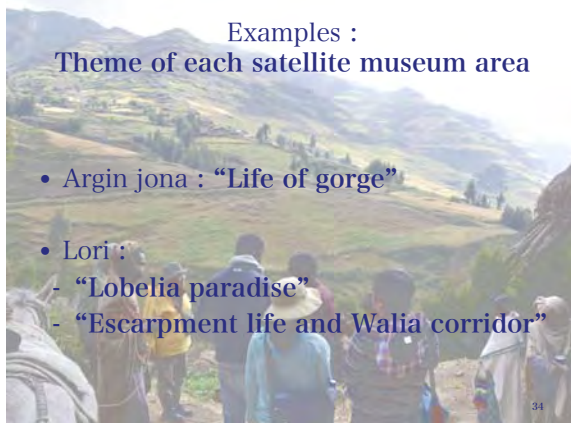 Examples :
Theme of each satellite museum area
• Argin jona : “Life of gorge”
• Lori :
- “Lobelia paradise”
- “Escarpment life and Walia corridor”
34